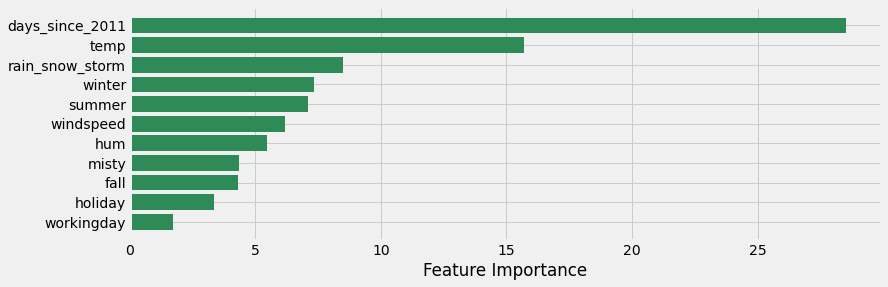 days_since_2011
temp
rain_snow_storm
winter
summer
windspeed
hum
misty
fall
holiday
workingday
0 5 10 15 20 25
Feature Importance